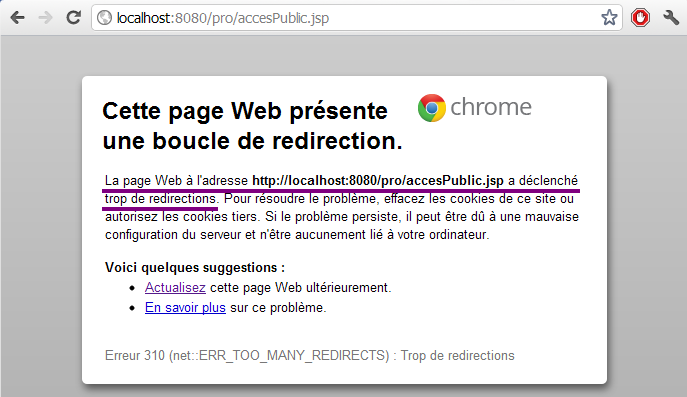 localhost:8080/pro/accesPublic.jsp
Cette page Web présente
une boucle de redirection.
chrome
La page Web à l'adresse http://localhost:8080/pro/accesPublic.jsp a déclenché
trop de redirections. Pour résoudre le problème, effacez les cookies de ce site ou
autorisez les cookies tiers. Si le problème persiste, il peut être dû à une mauvaise
configuration du serveur et n'être aucunement lié à votre ordinateur.
Voici quelques suggestions :
Actualisez cette page Web ultérieurement.
En savoir plus sur ce problème.
Erreur 310 (net::ERR_TOO_MANY_REDIRECTS) : Trop de redirections